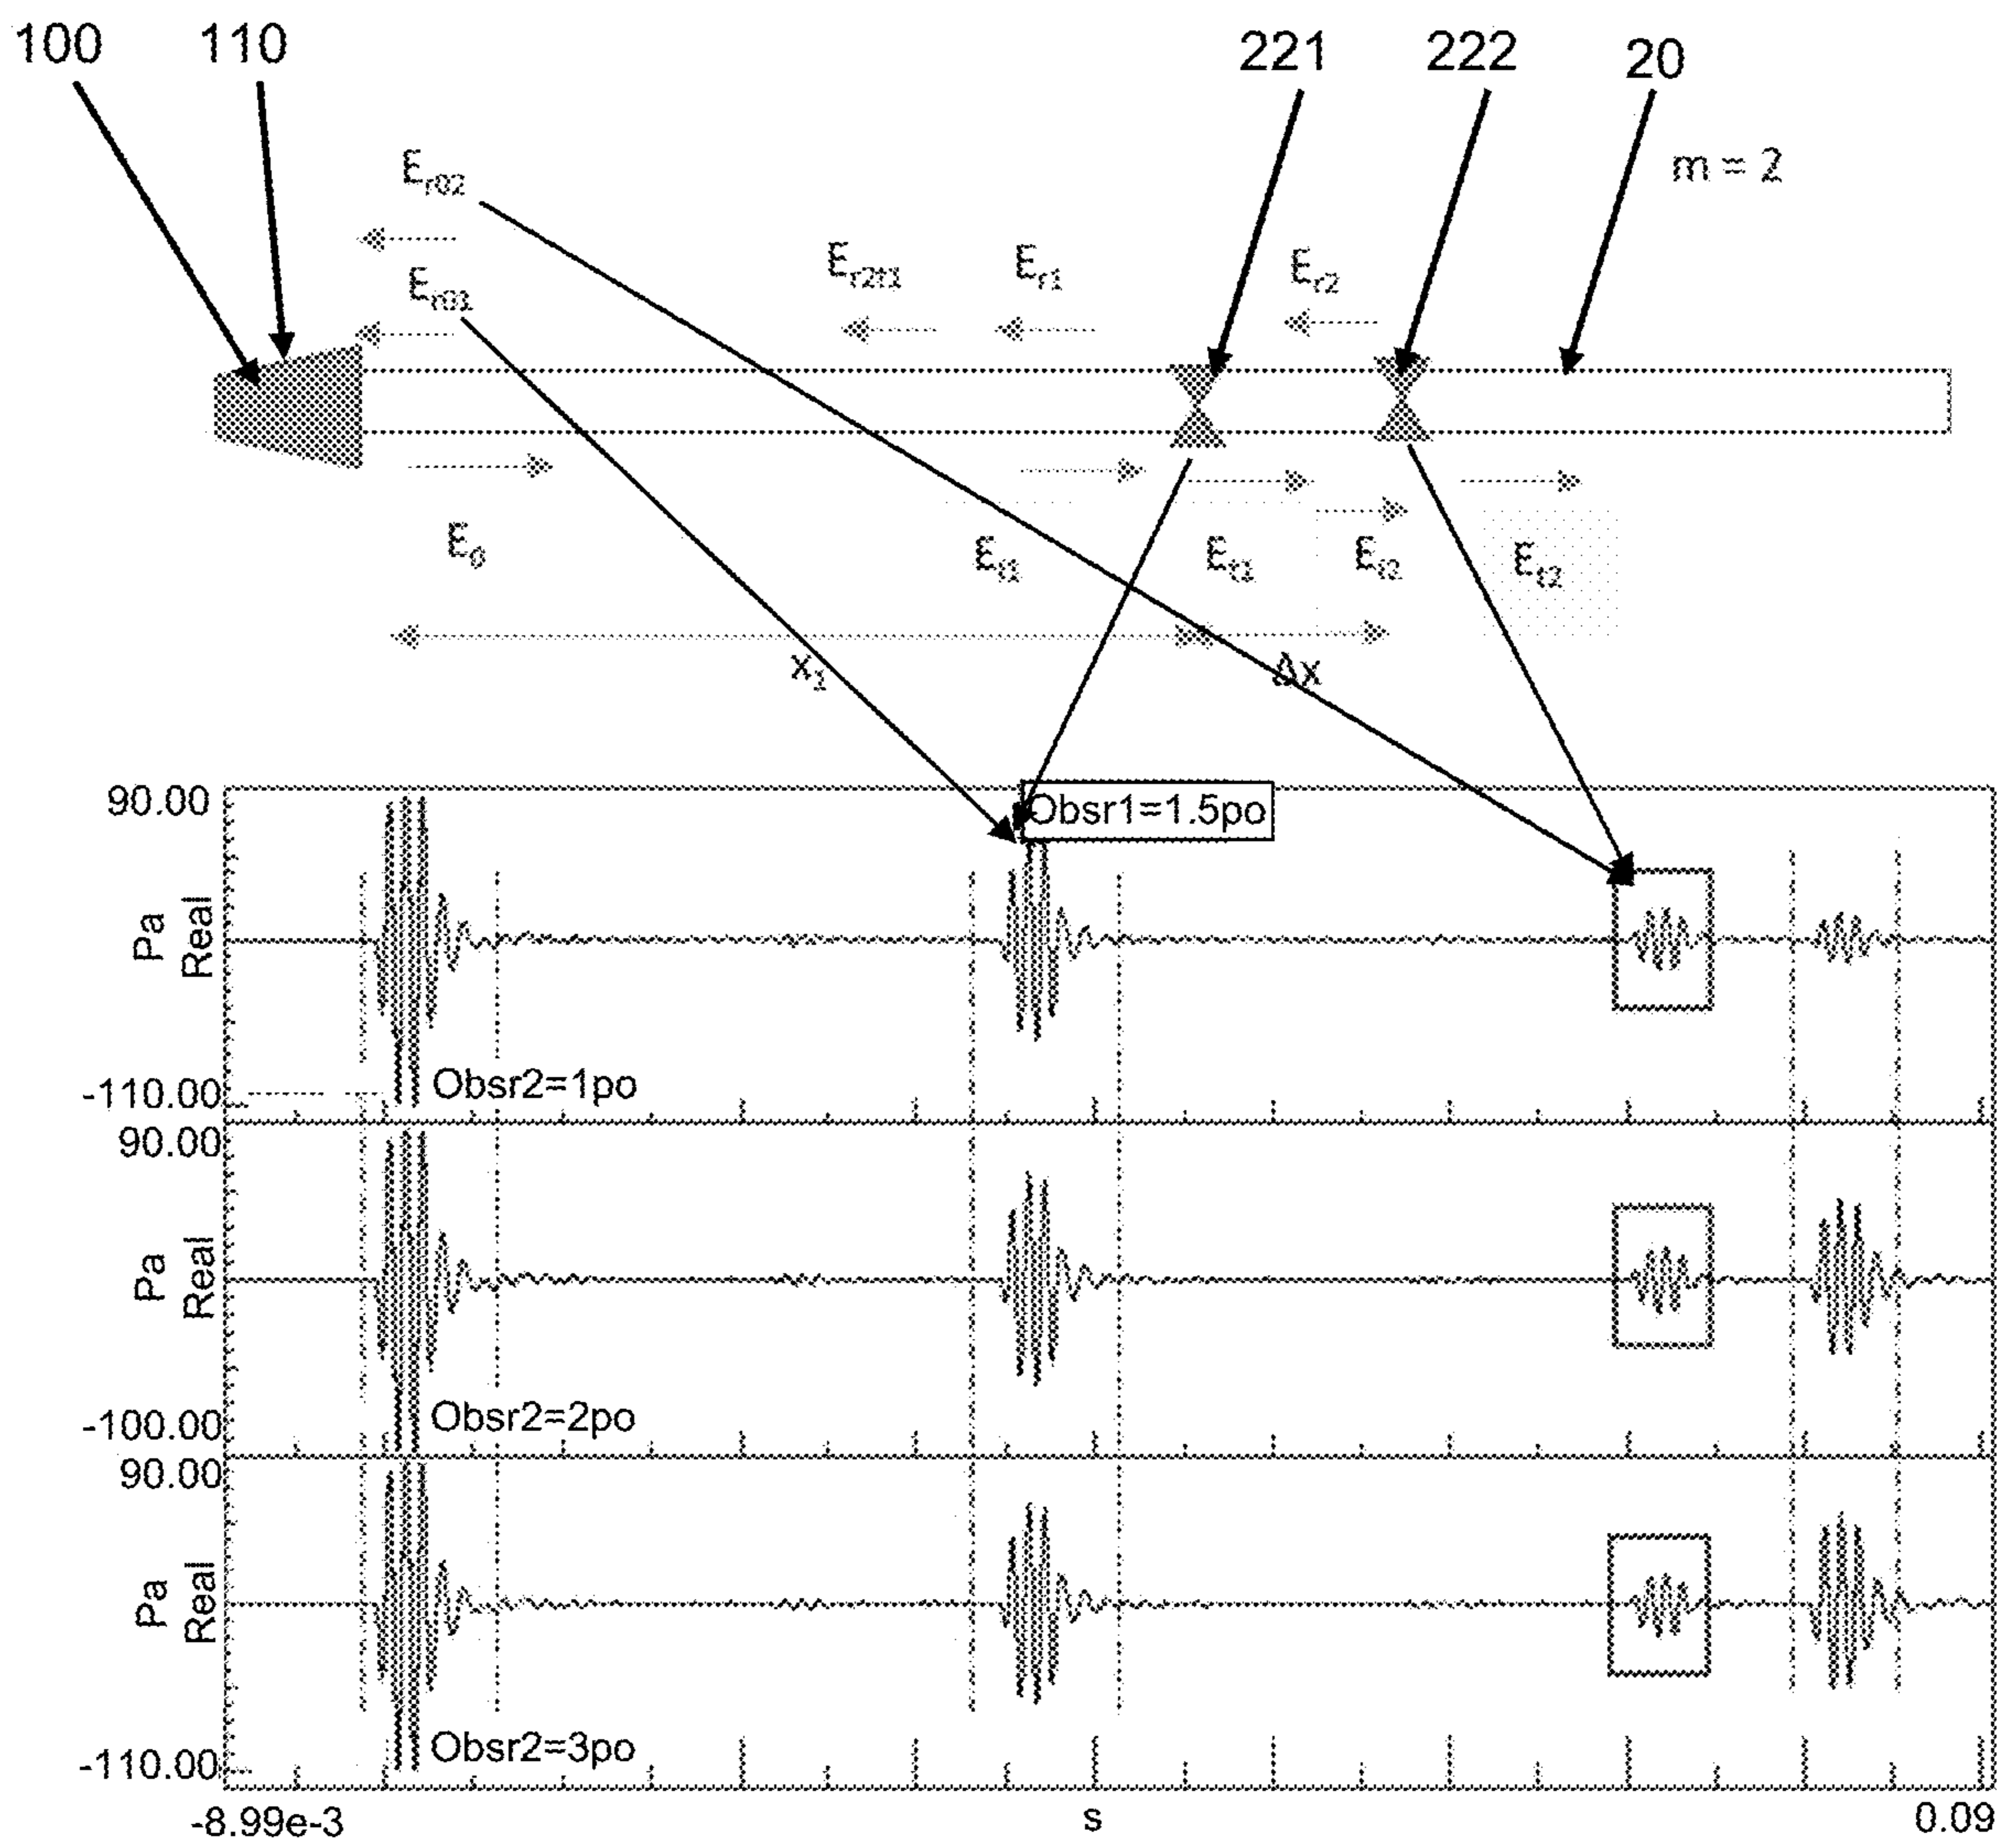 100 110 221 222 20
m = 2
Er02
Er2t1 Er1 Er2
Er01
E0 Ei1 Et1 Ei2 Et2
x1 Δx
90.00
Obsr1=1.5po
Pa
Real
-110.00
Obsr2=1po
90.00
Pa
Real
-100.00
Obsr2=2po
90.00
Pa
Real
-110.00
Obsr2=3po
-8.99e-3 s 0.09